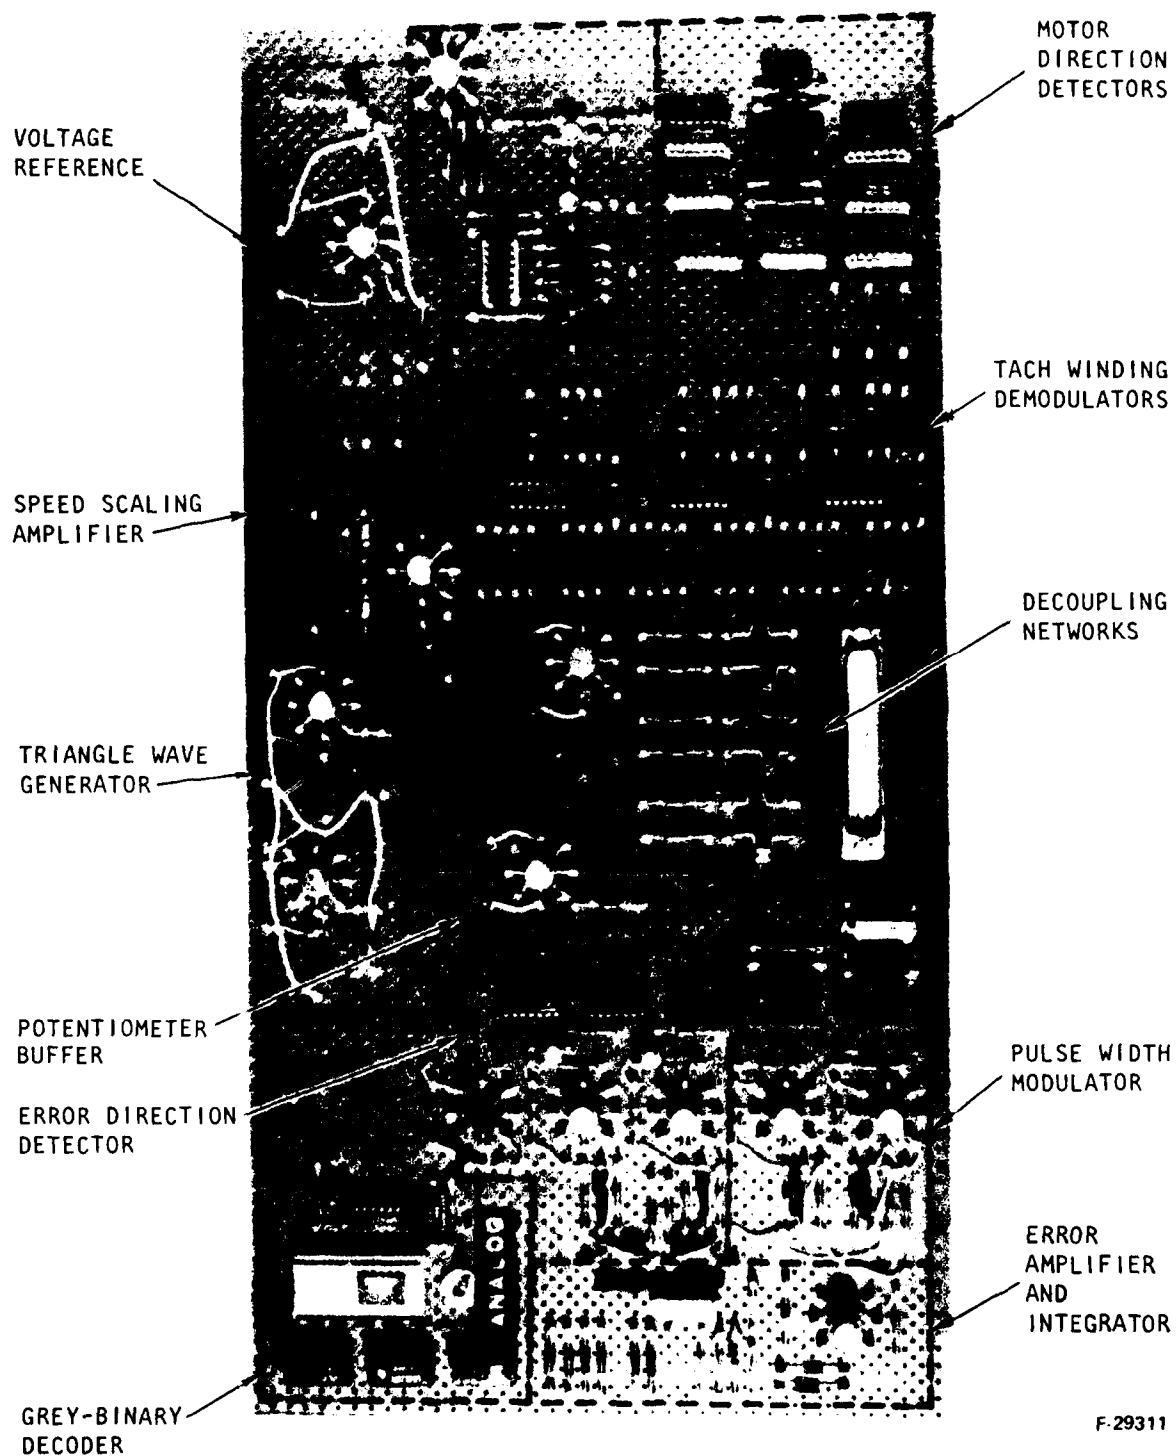 MOTOR
DIRECTION
DETECTORS
VOLTAGE
REFERENCE
TACH WINDING
DEMODULATORS
SPEED SCALING
AMPLIFIER
DECOUPLING
NETWORKS
TRIANGLE WAVE
GENERATOR
POTENTIOMETER
BUFFER
PULSE WIDTH
MODULATOR
ERROR DIRECTION
DETECTOR
ANALOG
ERROR
AMPLIFIER
AND
INTEGRATOR
GREY-BINARY
DECODER
F-29311